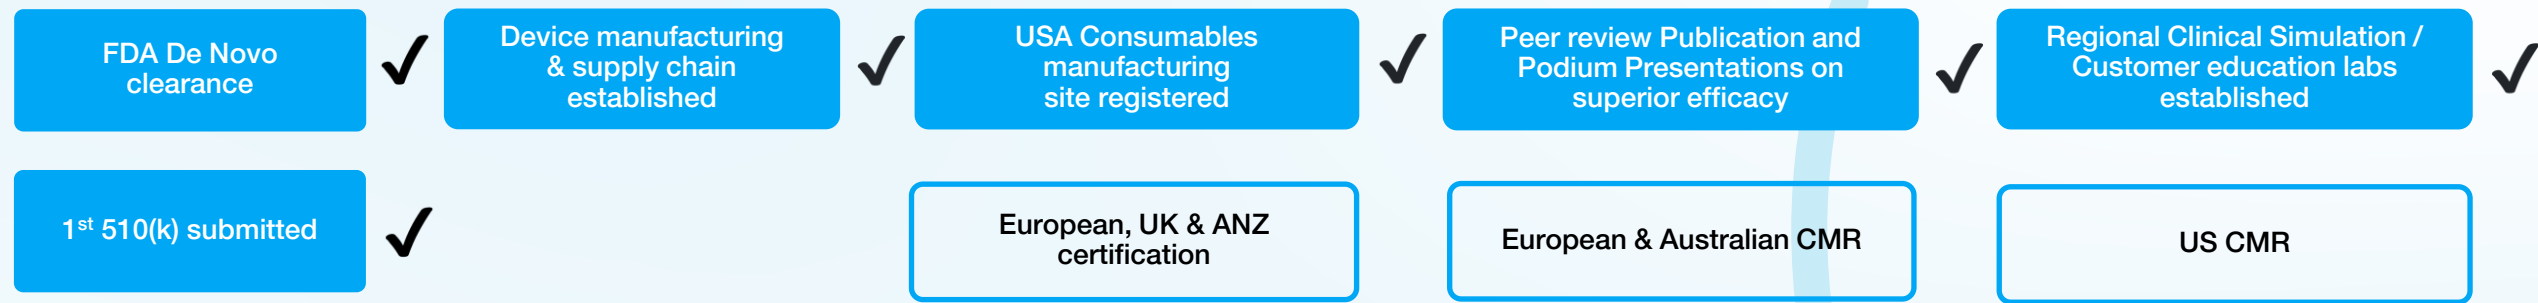 FDA De Novo
clearance
Device manufacturing
& supply chain
established
USA Consumables
manufacturing
site registered
Peer review Publication and
Podium Presentations on
superior efficacy
Regional Clinical Simulation /
Customer education labs
established
1st 510(k) submitted
European, UK & ANZ
certification
European & Australian CMR
US CMR